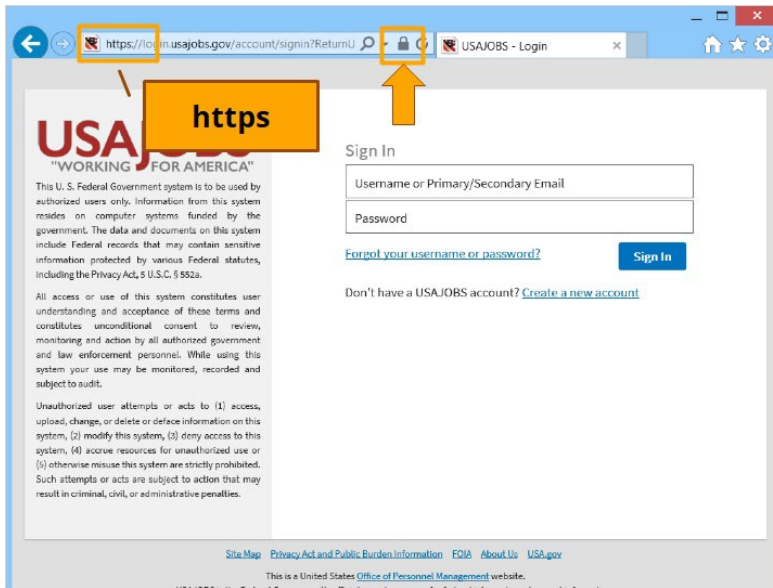 https://login.usajobs.gov/account/signin?ReturnU
USAJOBS - Login
https
USAJOBS
"WORKING FOR AMERICA"
This U. S. Federal Government system is to be used by
authorized users only. Information from this system
resides on computer systems funded by the
government. The data and documents on this system
include Federal records that may contain sensitive
information protected by various Federal statutes,
including the Privacy Act, 5 U.S.C. § 552a.
All access or use of this system constitutes user
understanding and acceptance of these terms and
constitutes unconditional consent to review,
monitoring and action by all authorized government
and law enforcement personnel. While using this
system your use may be monitored, recorded and
subject to audit.
Unauthorized user attempts or acts to (1) access,
upload, change, or delete or deface information on this
system, (2) modify this system, (3) deny access to this
system, (4) accrue resources for unauthorized use or
(5) otherwise misuse this system are strictly prohibited.
Such attempts or acts are subject to action that may
result in criminal, civil, or administrative penalties.
Sign In
Username or Primary/Secondary Email
Password
Forgot your username or password?
Sign In
Don't have a USAJOBS account? Create a new account
Site Map Privacy Act and Public Burden Information FOIA About Us USA.gov
This is a United States Office of Personnel Management website.